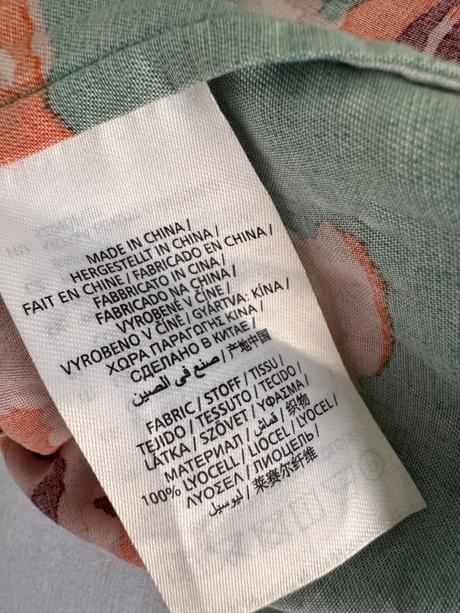 MADE IN CHINA /
HERGESTELLT IN CHINA /
FAIT EN CHINE / FABRICADO EN CHINA /
FABBRICATO IN CINA /
FABRICADO NA CHINA /
VYROBENÉ V ČÍNE /
VYROBENO V ČÍNĚ / GYÁRTVA: KÍNA /
ΧΩΡΑ ΠΑΡΑΓΩΓΗΣ ΚΙΝΑ /
СДЕЛАНО В КИТАЕ /
صنع في الصين / 产地中国
FABRIC / STOFF / TISSU /
TEJIDO / TESSUTO / TECIDO /
LÁTKA / SZÖVET / ΥΦΑΣΜΑ /
МАТЕРИАЛ / قماش / 织物
100% LYOCELL / LIOCEL / LYOCEL /
ΛΥΟΣΕΛ / ЛИОЦЕЛЬ /
ليوسيل / 莱赛尔纤维